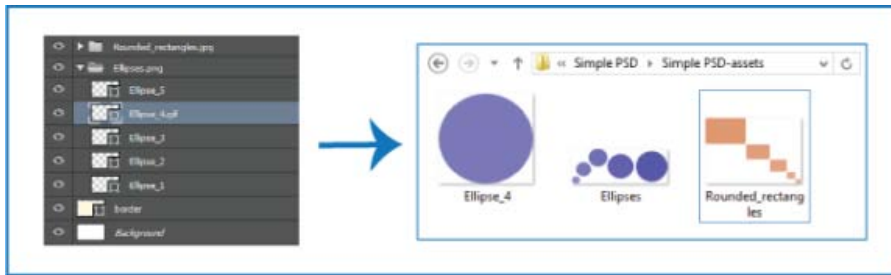 Rounded_rectangles.jpg
Ellipses.png
Ellipse_5
Ellipse_4.gif
Ellipse_3
Ellipse_2
Ellipse_1
border
Background
« Simple PSD Simple PSD-assets
Ellipse_4
Ellipses
Rounded_rectang
les